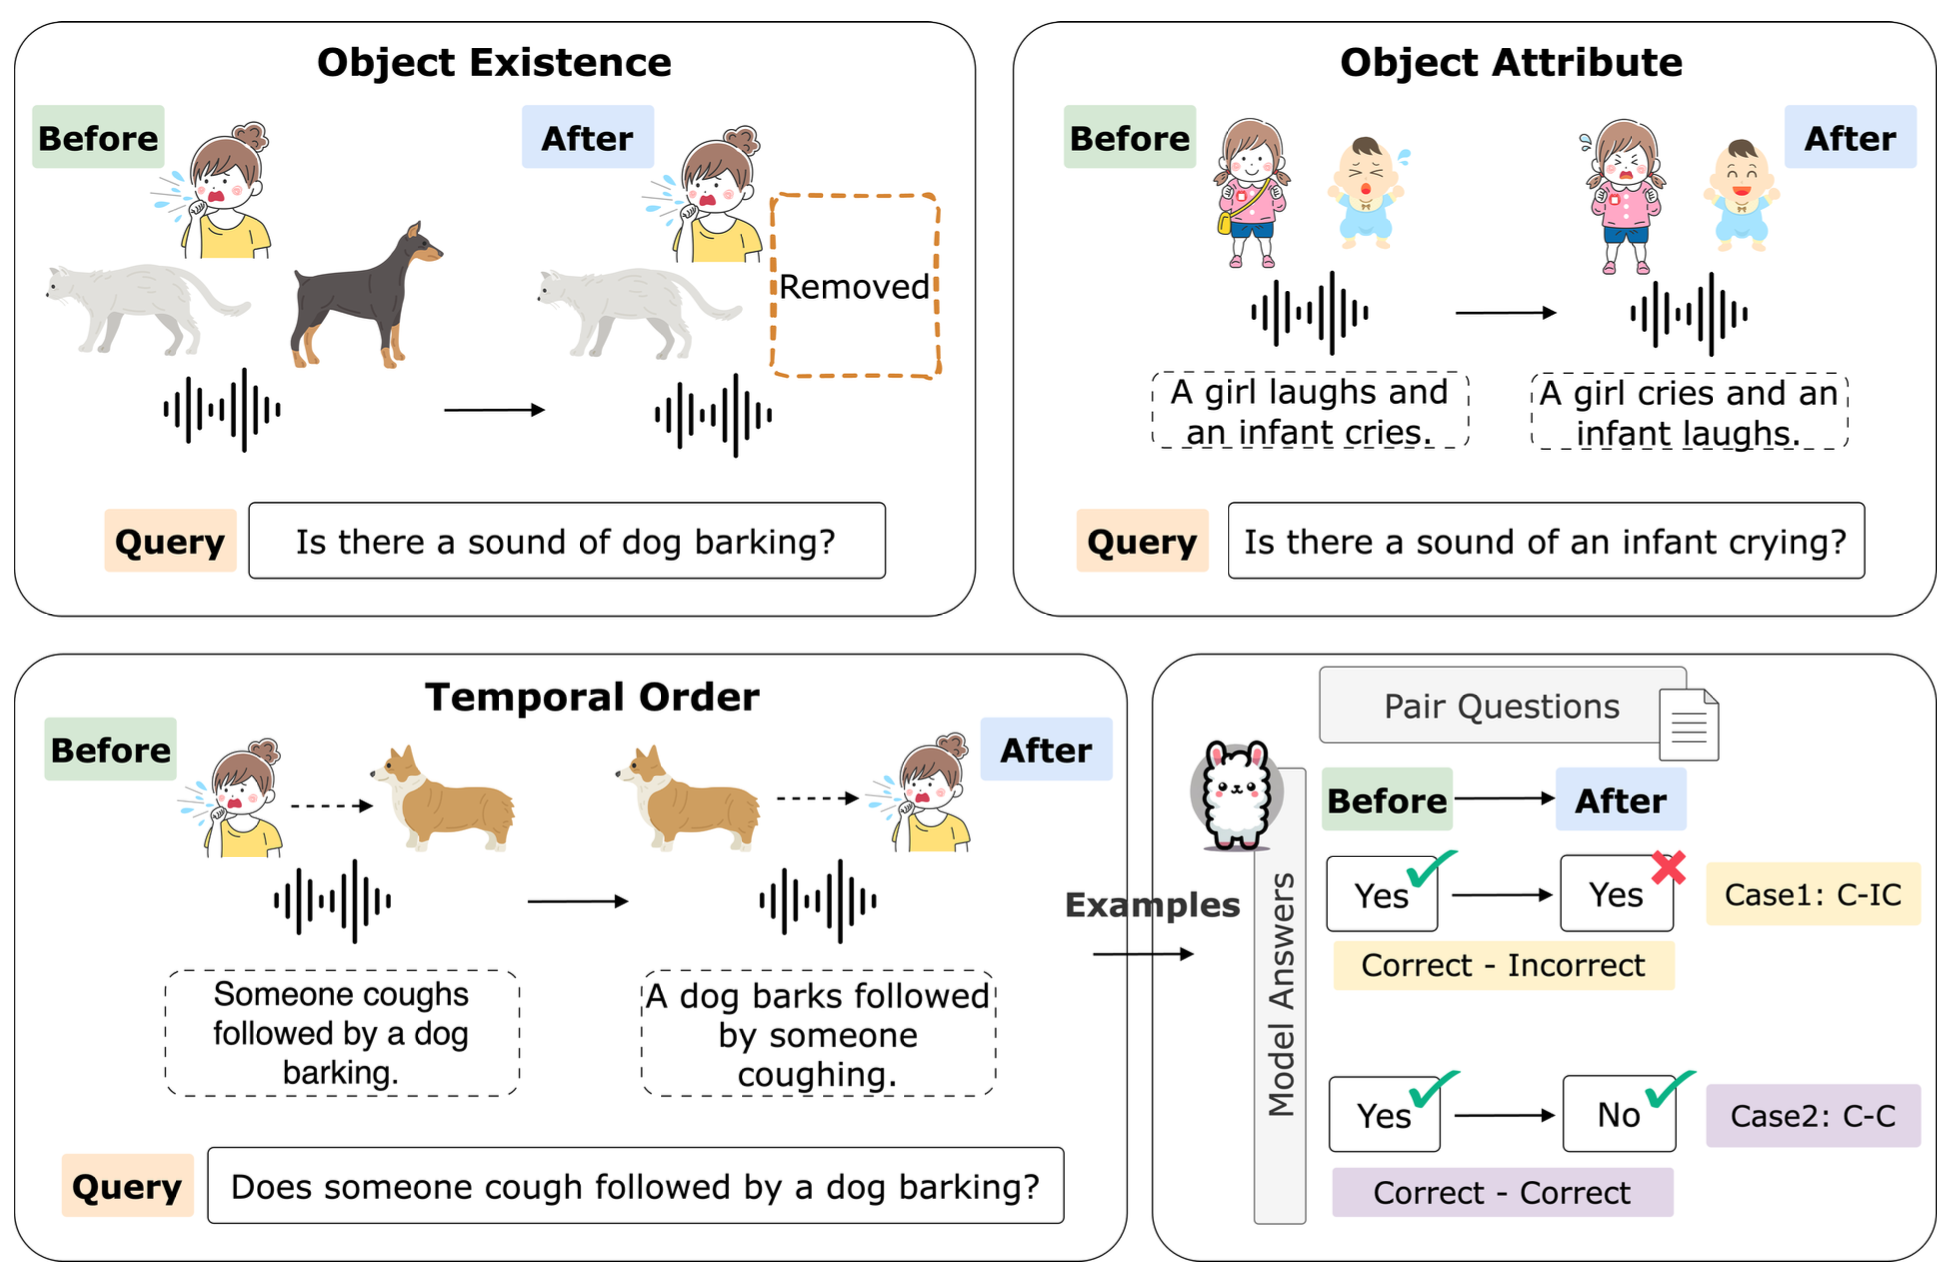 Object Existence
Before
After
Removed
Query
Is there a sound of dog barking?
Object Attribute
Before
After
A girl laughs and
an infant cries.
A girl cries and an
infant laughs.
Query
Is there a sound of an infant crying?
Temporal Order
Before
After
Someone coughs
followed by a dog
barking.
A dog barks followed
by someone
coughing.
Query
Does someone cough followed by a dog barking?
Examples
Pair Questions
Model Answers
Before
After
Yes
Yes
Case1: C-IC
Correct - Incorrect
Yes
No
Case2: C-C
Correct - Correct